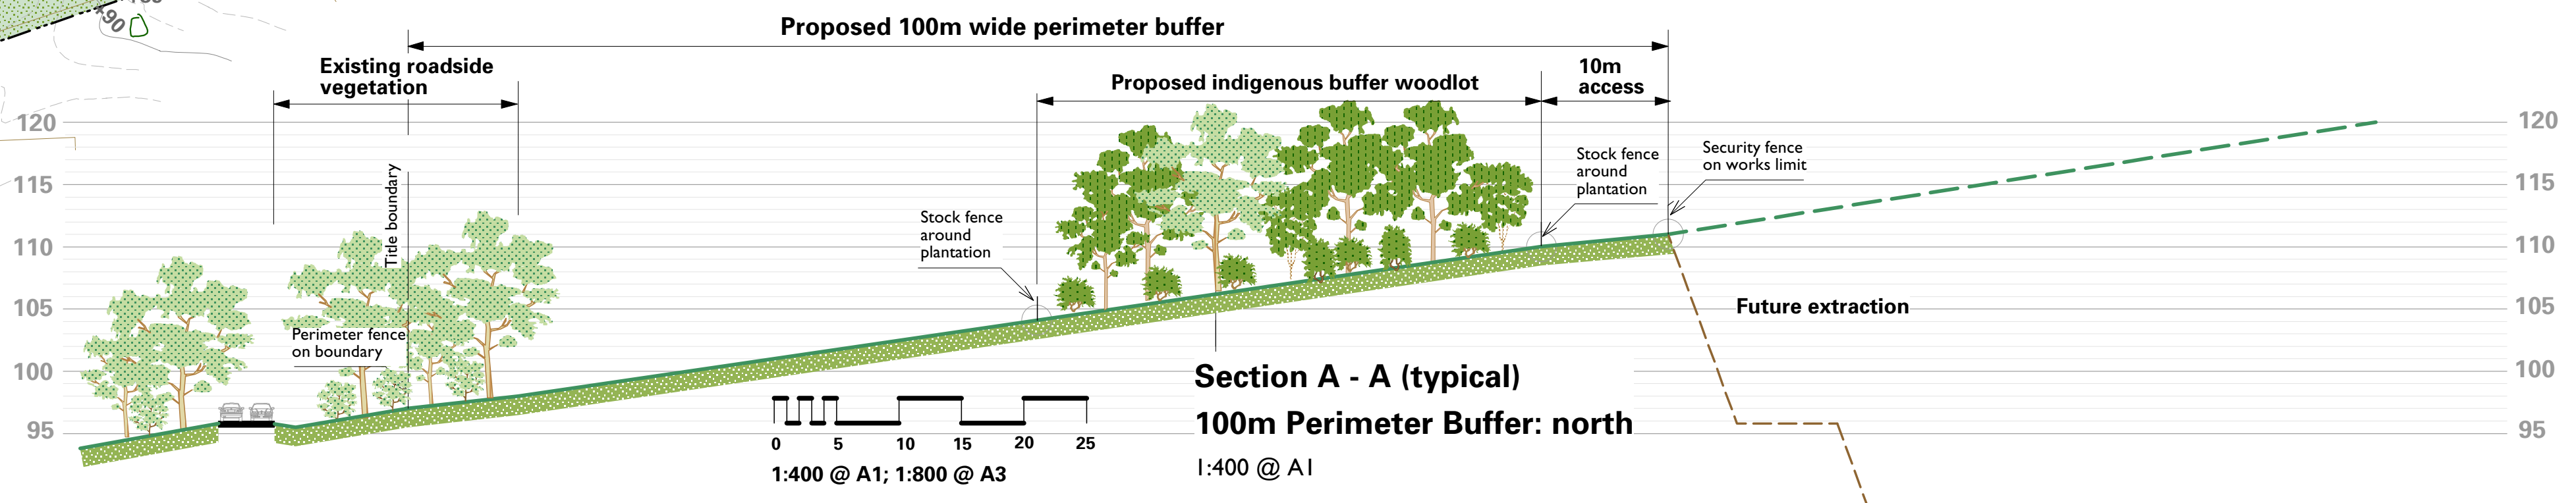 490
Proposed 100m wide perimeter buffer
Existing roadside
vegetation
Proposed indigenous buffer woodlot
10m
access
120
120
115
115
110
110
105
105
100
100
95
95
Title boundary
Perimeter fence
on boundary
Stock fence
around
plantation
Stock fence
around
plantation
Security fence
on works limit
Future extraction
Section A - A (typical)
100m Perimeter Buffer: north
1:400 @ A1
0 5 10 15 20 25
1:400 @ A1; 1:800 @ A3